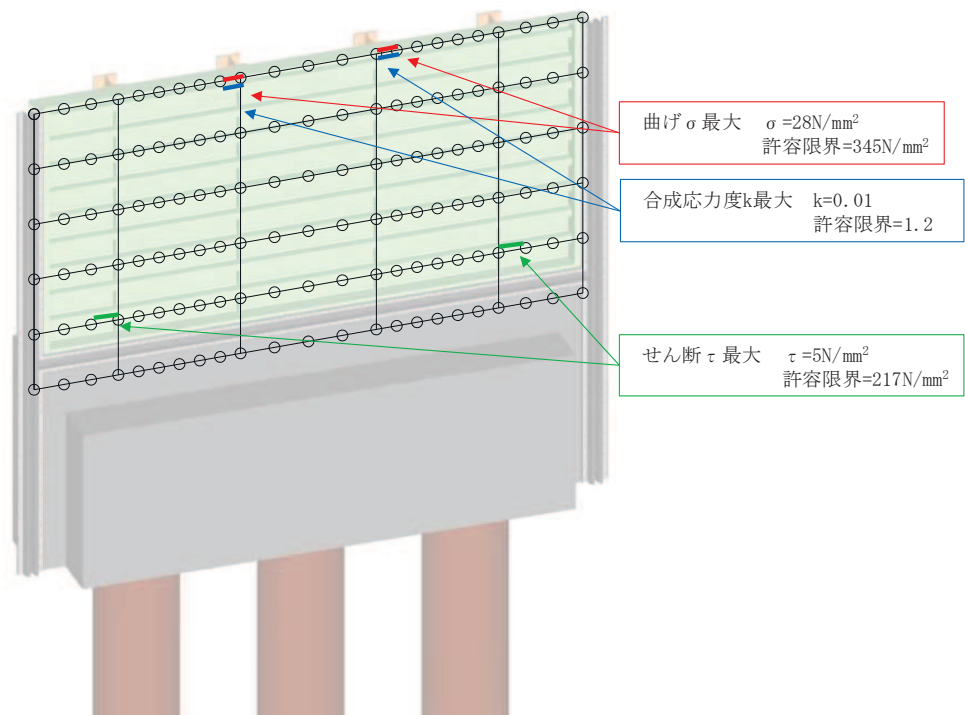 曲げσ最大　σ=28N/mm²
許容限界=345N/mm²
合成応力度k最大　k=0.01
許容限界=1.2
せん断τ最大　τ=5N/mm²
許容限界=217N/mm²